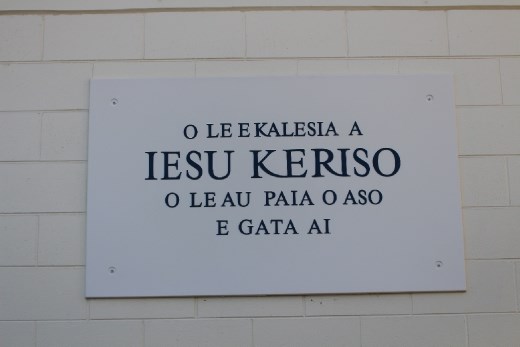 O LE EKALESIA A
IESU KERISO
O LE AU PAIA O ASO
E GATA AI